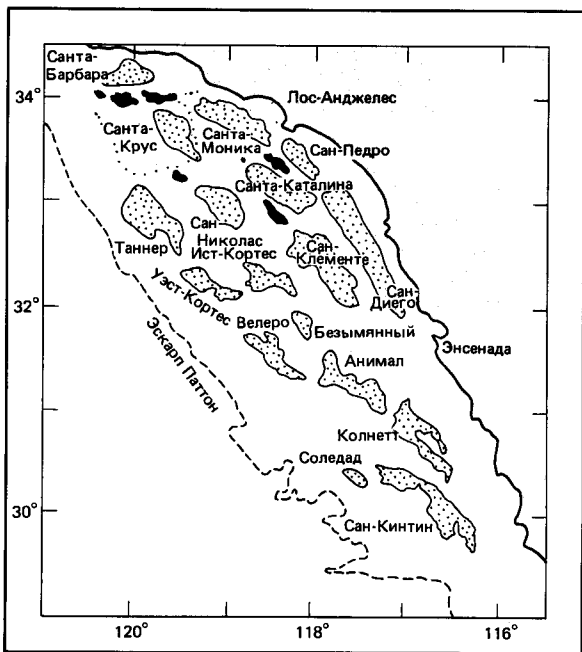 Санта-
Барбара
34°
Лос-Анджелес
Санта-
Крус
Санта-
Моника
Сан-Педро
Санта-Каталина
Таннер
Сан-
Николас
Ист-Кортес
Сан-
Клементе
Уэст-Кортес
Сан-
Диего
32°
Велеро
Безымянный
Энсенада
Эскарп Паттон
Анимал
Колнетт
Соледад
30°
Сан-Кинтин
120°
118°
116°